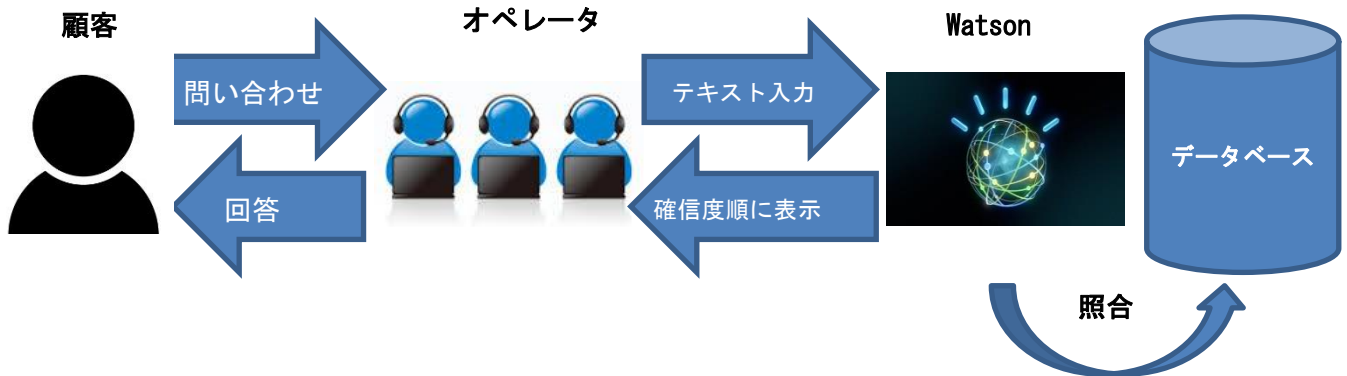 顧客
オペレータ
Watson
問い合わせ
テキスト入力
データベース
回答
確信度順に表示
照合